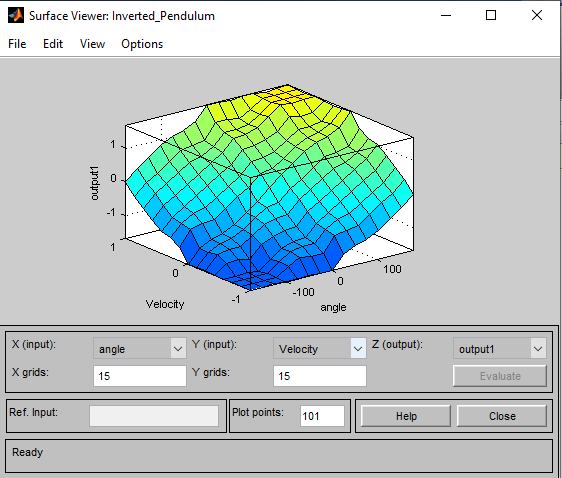 Surface Viewer: Inverted_Pendulum
File Edit View Options
1
0
-1
output1
1
0
-1
Velocity
-100
0
100
angle
X (input): angle Y (input): Velocity Z (output): output1
X grids: 15 Y grids: 15 Evaluate
Ref. Input: Plot points: 101 Help Close
Ready